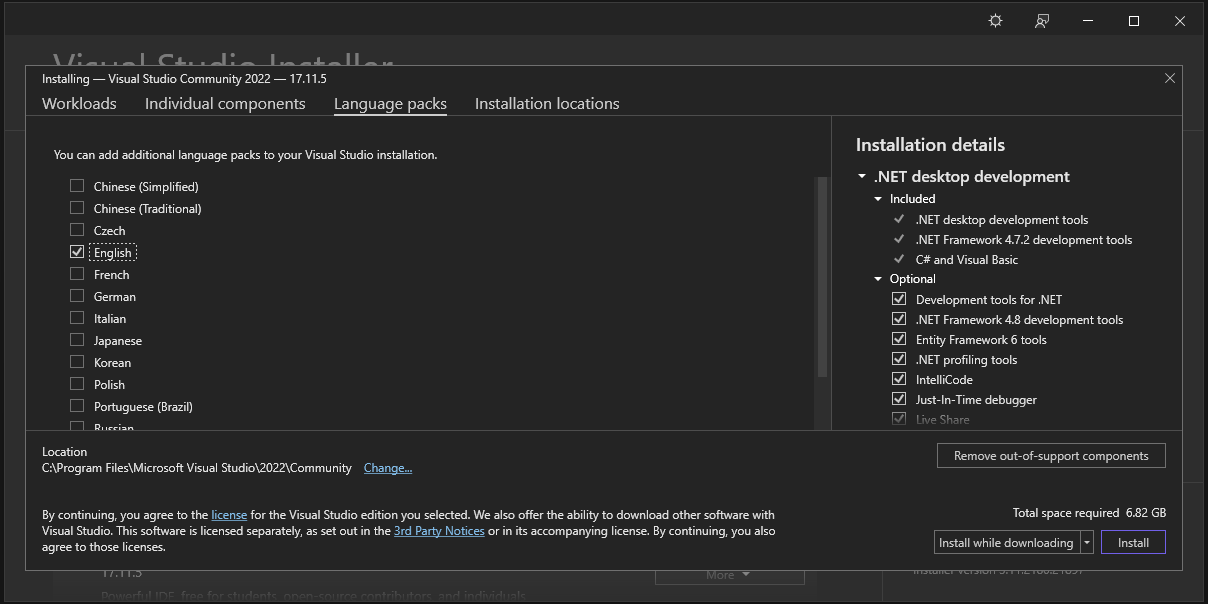 Visual Studio Installer
Installing — Visual Studio Community 2022 — 17.11.5
Workloads
Individual components
Language packs
Installation locations
You can add additional language packs to your Visual Studio installation.
Chinese (Simplified)
Chinese (Traditional)
Czech
English
French
German
Italian
Japanese
Korean
Polish
Portuguese (Brazil)
Russian
Installation details
.NET desktop development
Included
.NET desktop development tools
.NET Framework 4.7.2 development tools
C# and Visual Basic
Optional
Development tools for .NET
.NET Framework 4.8 development tools
Entity Framework 6 tools
.NET profiling tools
IntelliCode
Just-In-Time debugger
Live Share
Location
C:\Program Files\Microsoft Visual Studio\2022\Community Change...
Remove out-of-support components
By continuing, you agree to the license for the Visual Studio edition you selected. We also offer the ability to download other software with
Visual Studio. This software is licensed separately, as set out in the 3rd Party Notices or in its accompanying license. By continuing, you also
agree to those licenses.
Total space required 6.82 GB
Install while downloading
Install
17.11.5
More
Powerful IDE, free for students, open-source contributors, and individuals
Installer version